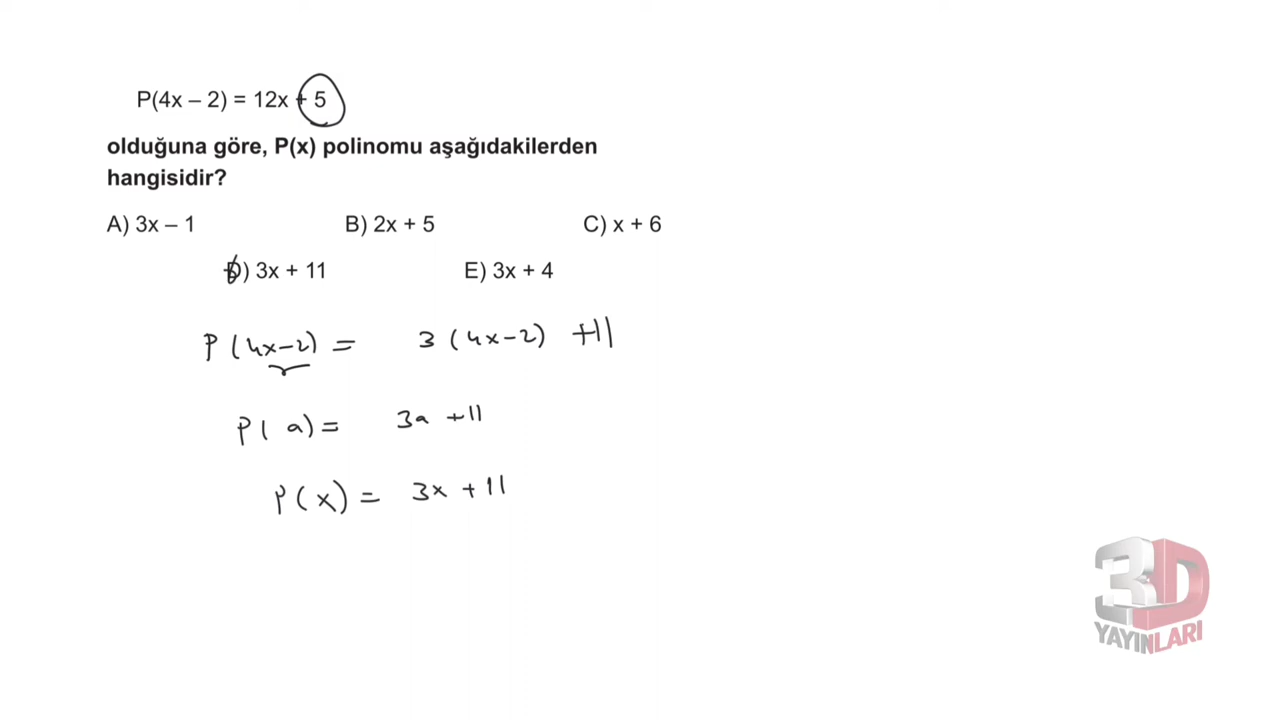 P(4x – 2) = 12x + 5
olduğuna göre, P(x) polinomu aşağıdakilerden
hangisidir?
A) 3x – 1 B) 2x + 5 C) x + 6
D) 3x + 11 E) 3x + 4
P(4x-2) = 3(4x-2) +11
P(a) = 3a +11
P(x) = 3x +11
3D
YAYINLARI